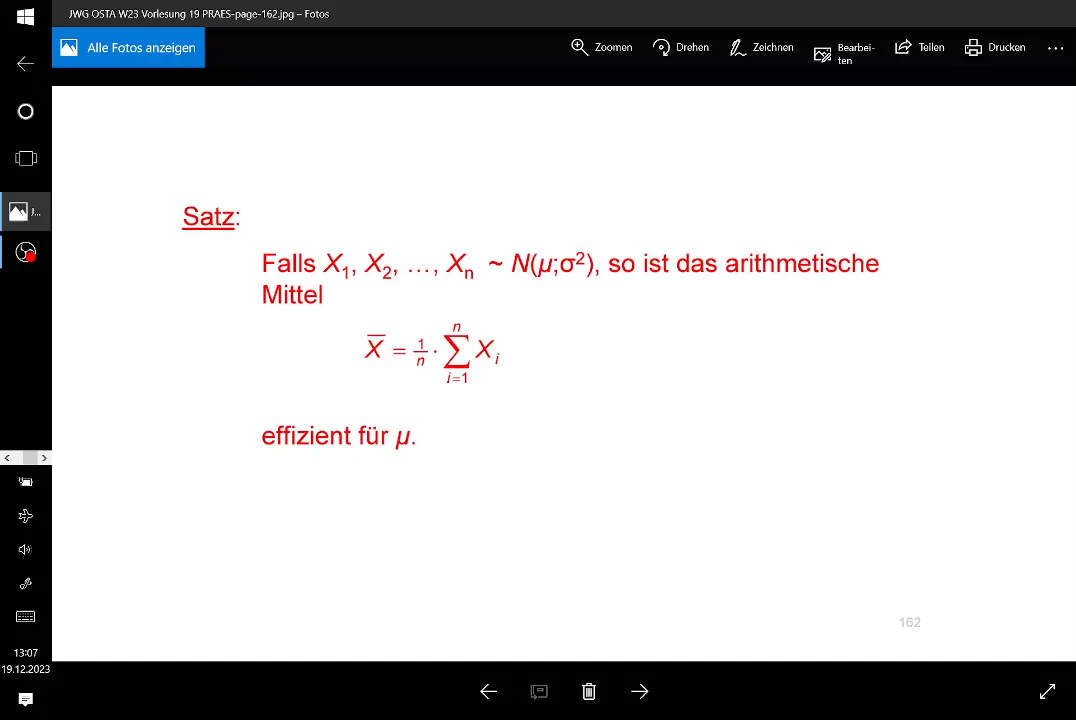 JWG OSTA W23 Vorlesung 19 PRAES-page-162.jpg – Fotos
Alle Fotos anzeigen
Zoomen
Drehen
Zeichnen
Bearbei-
ten
Teilen
Drucken
J...
Satz:
Falls X₁, X₂, …, Xₙ ~ N(μ;σ²), so ist das arithmetische
Mittel
X̅ = 1/n · ∑ᵢ₌₁ⁿ Xᵢ
effizient für μ.
162
13:07
19.12.2023